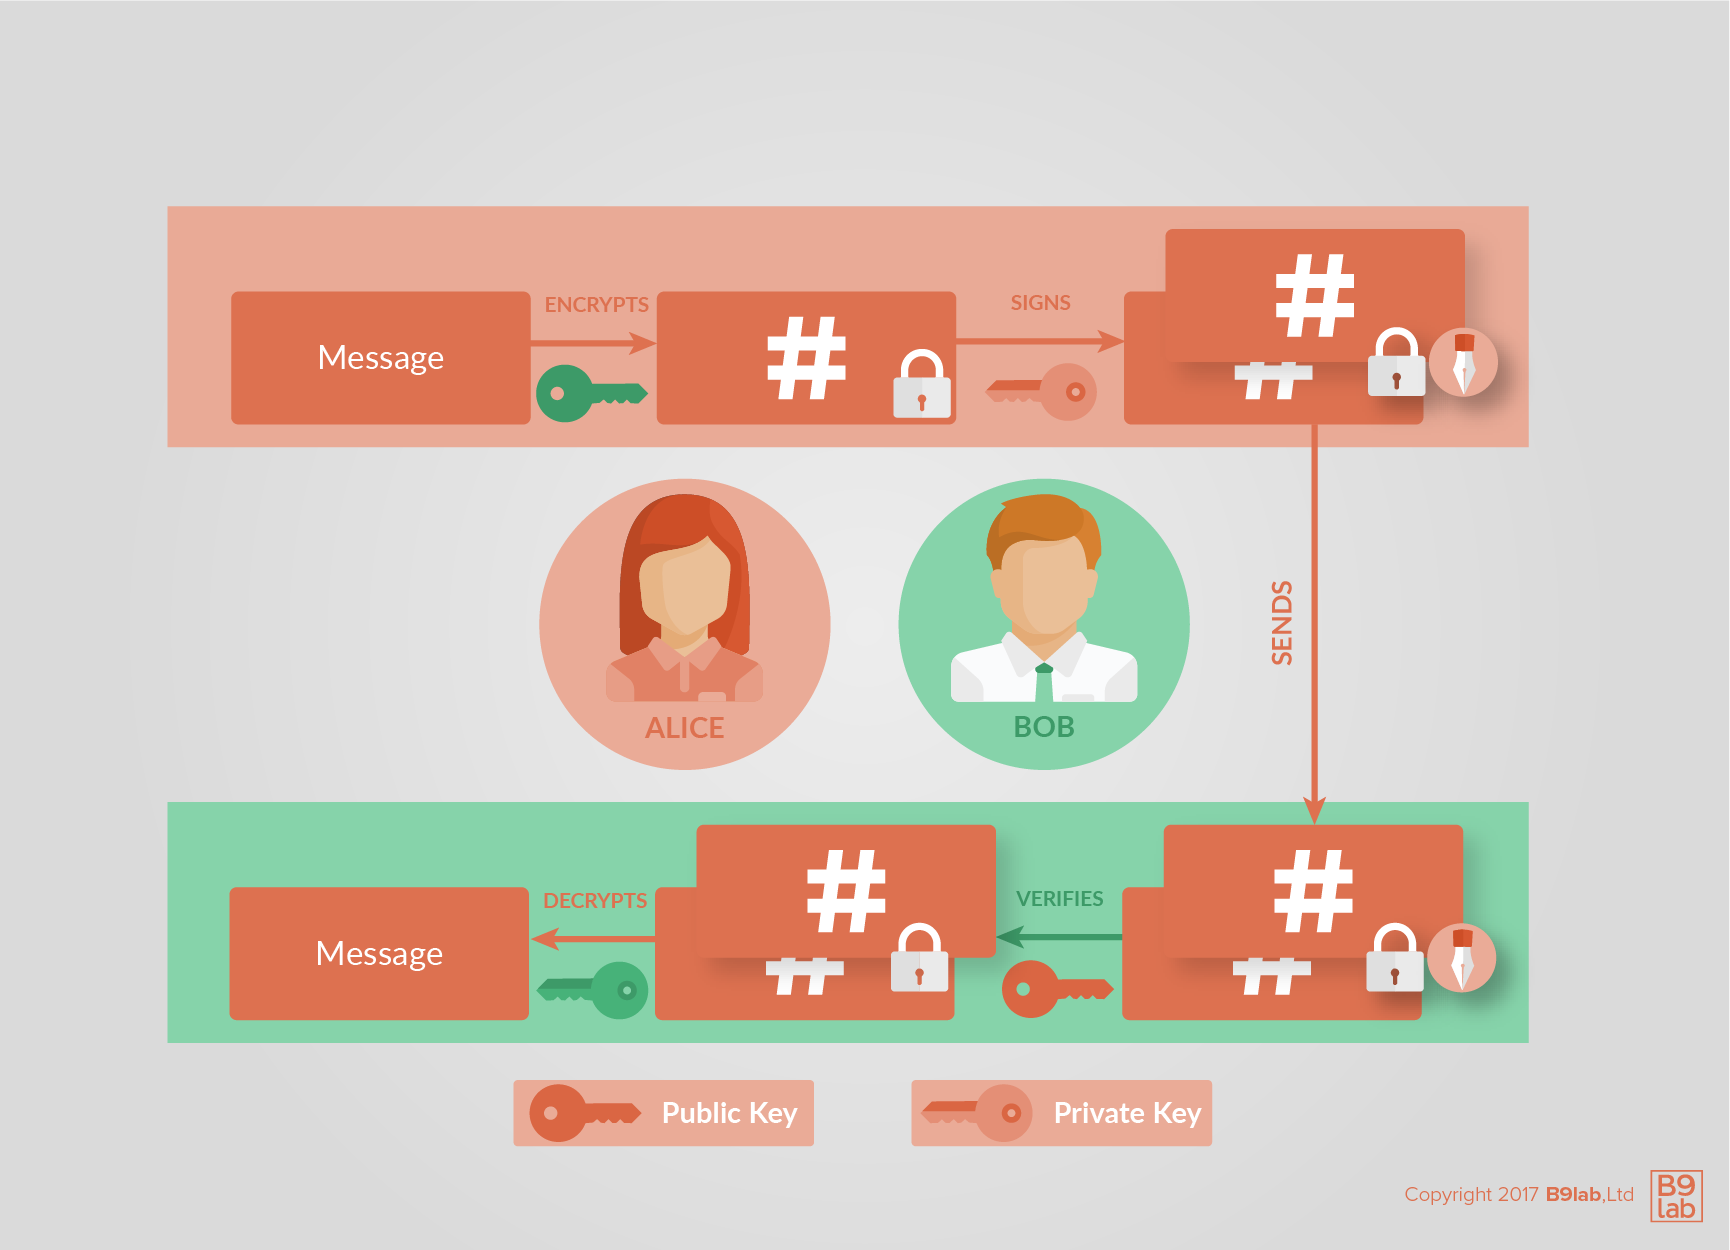 ENCRYPTS
SIGNS
#
Message
#
#
SENDS
ALICE
BOB
#
#
DECRYPTS
VERIFIES
Message
#
#
Public Key
Private Key
Copyright 2017 B9lab,Ltd
B9
lab